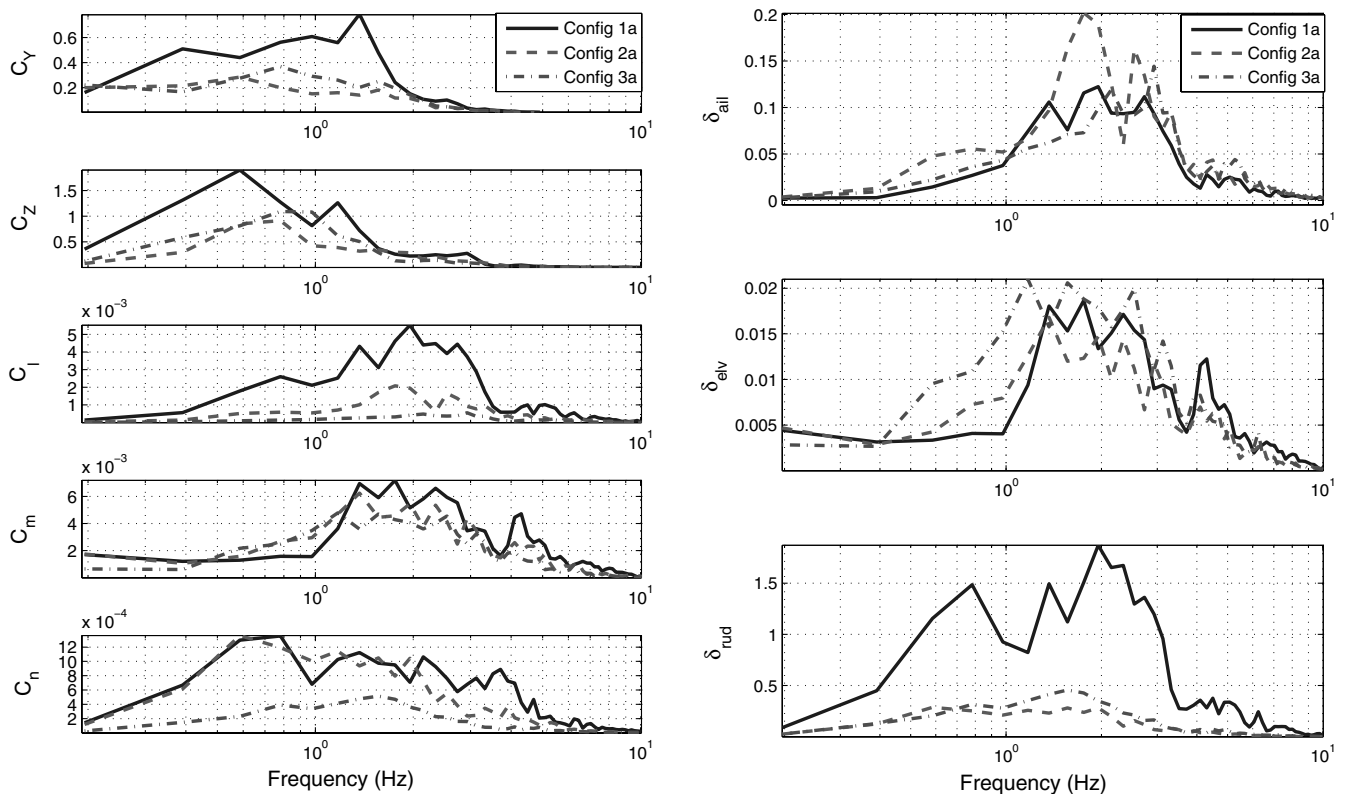 C_Y
0.6
0.4
0.2
Config 1a
Config 2a
Config 3a
10^0
10^1
C_Z
1.5
1
0.5
10^0
10^1
x 10^−3
C_l
5
4
3
2
1
10^0
10^1
x 10^−3
C_m
6
4
2
10^0
10^1
x 10^−4
C_n
12
10
8
6
4
2
10^0
10^1
Frequency (Hz)
δ_ail
0.2
0.15
0.1
0.05
0
Config 1a
Config 2a
Config 3a
10^0
10^1
δ_elv
0.02
0.015
0.01
0.005
10^0
10^1
δ_rud
1.5
1
0.5
10^0
10^1
Frequency (Hz)